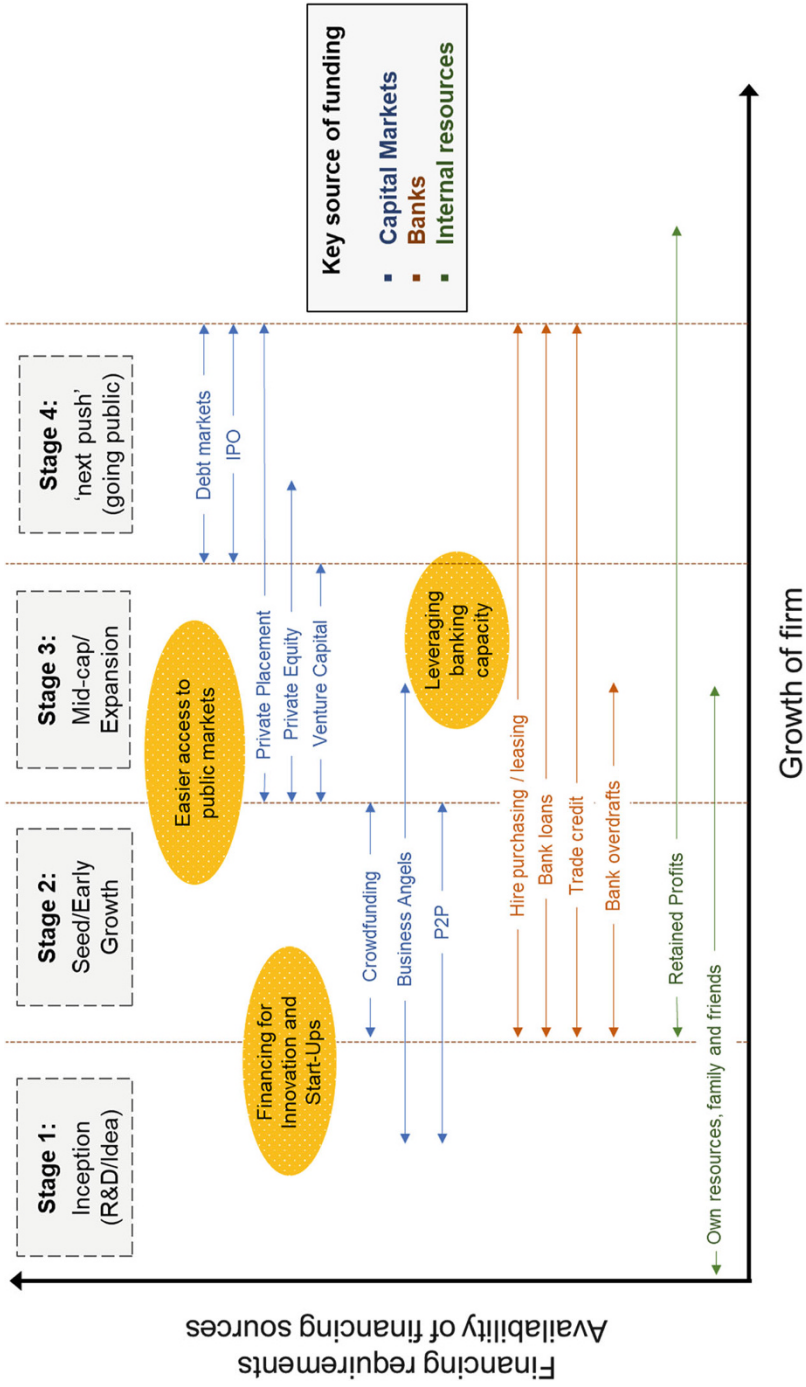 Stage 1:
Inception
(R&D/Idea)
Stage 2:
Seed/Early
Growth
Stage 3:
Mid-cap/
Expansion
Stage 4:
‘next push’
(going public)
Easier access to
public markets
Financing for
Innovation and
Start-Ups
Leveraging
banking
capacity
Debt markets
IPO
Private Placement
Private Equity
Venture Capital
Crowdfunding
Business Angels
P2P
Hire purchasing / leasing
Bank loans
Trade credit
Bank overdrafts
Retained Profits
Own resources, family and friends
Key source of funding
▪ Capital Markets
▪ Banks
▪ Internal resources
Financing requirements
Availability of financing sources
Growth of firm